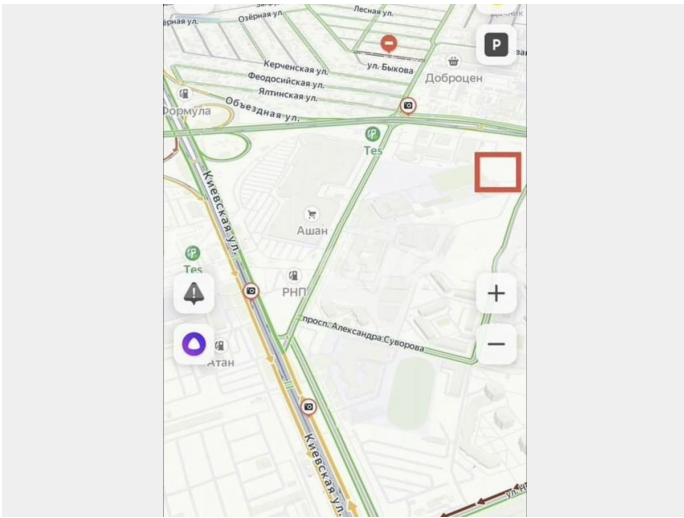 Озёрная ул.
Лесная ул.
ул. Быкова
P
Доброцен
Керченская ул.
Феодосийская ул.
Ялтинская ул.
Объездная ул.
Формула
Tes
Киевская ул.
Ашан
Tes
РНП
просп. Александра Суворова
Атан
Киевская ул.